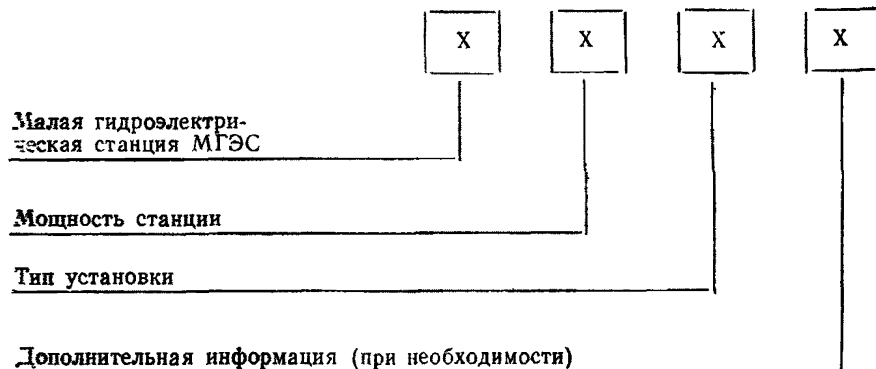 X X X X
Малая гидроэлектри-
ческая станция МГЭС
Мощность станции
Тип установки
Дополнительная информация (при необходимости)